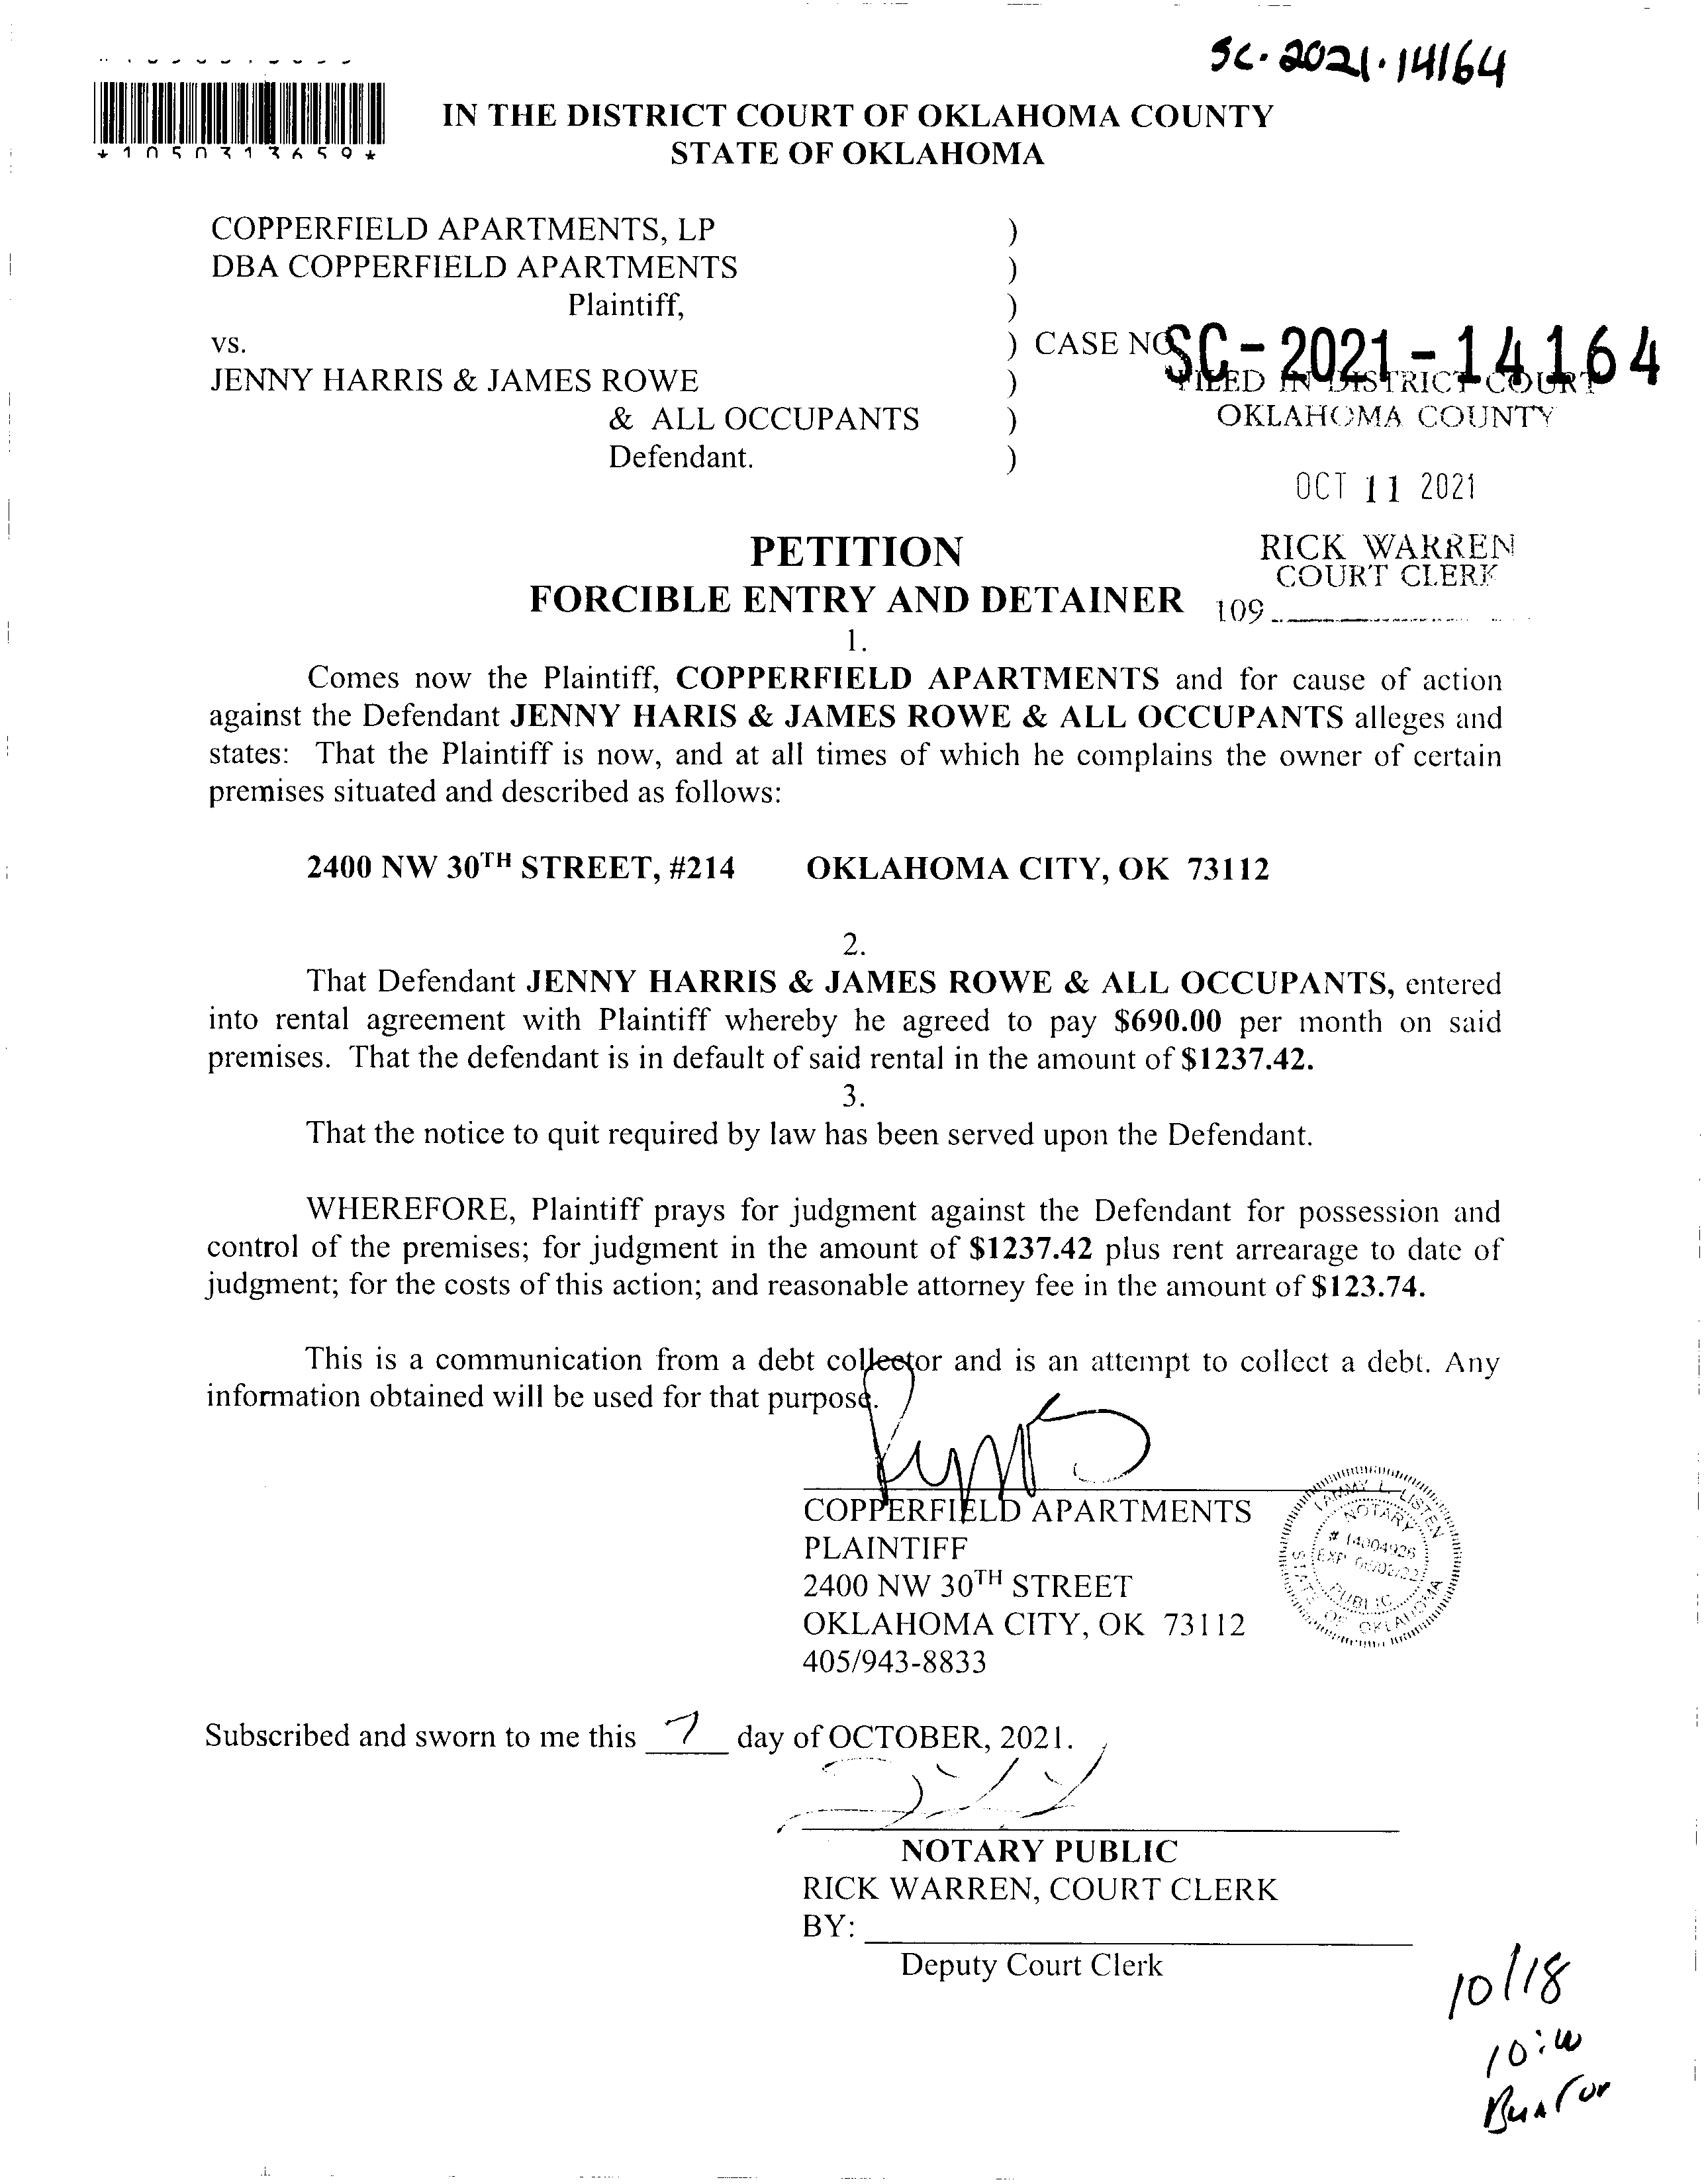 SC-2021-14164
*1050313659*
IN THE DISTRICT COURT OF OKLAHOMA COUNTY
STATE OF OKLAHOMA
COPPERFIELD APARTMENTS, LP )
DBA COPPERFIELD APARTMENTS )
Plaintiff, )
vs. ) CASE NO SC-2021-14164
JENNY HARRIS & JAMES ROWE ) FILED IN DISTRICT COURT
& ALL OCCUPANTS ) OKLAHOMA COUNTY
Defendant. )
OCT 11 2021
PETITION
RICK WARREN
COURT CLERK
FORCIBLE ENTRY AND DETAINER
109
1.
Comes now the Plaintiff, COPPERFIELD APARTMENTS and for cause of action
against the Defendant JENNY HARIS & JAMES ROWE & ALL OCCUPANTS alleges and
states: That the Plaintiff is now, and at all times of which he complains the owner of certain
premises situated and described as follows:
2400 NW 30TH STREET, #214 OKLAHOMA CITY, OK 73112
2.
That Defendant JENNY HARRIS & JAMES ROWE & ALL OCCUPANTS, entered
into rental agreement with Plaintiff whereby he agreed to pay $690.00 per month on said
premises. That the defendant is in default of said rental in the amount of $1237.42.
3.
That the notice to quit required by law has been served upon the Defendant.
WHEREFORE, Plaintiff prays for judgment against the Defendant for possession and
control of the premises; for judgment in the amount of $1237.42 plus rent arrearage to date of
judgment; for the costs of this action; and reasonable attorney fee in the amount of $123.74.
This is a communication from a debt collector and is an attempt to collect a debt. Any
information obtained will be used for that purpose.
COPPERFIELD APARTMENTS
PLAINTIFF
2400 NW 30TH STREET
OKLAHOMA CITY, OK 73112
405/943-8833
TAMMY L. LISTEN
NOTARY
# 14004926
EXP.
PUBLIC
STATE OF OKLAHOMA
Subscribed and sworn to me this 7 day of OCTOBER, 2021.
NOTARY PUBLIC
RICK WARREN, COURT CLERK
BY:
Deputy Court Clerk
10/18